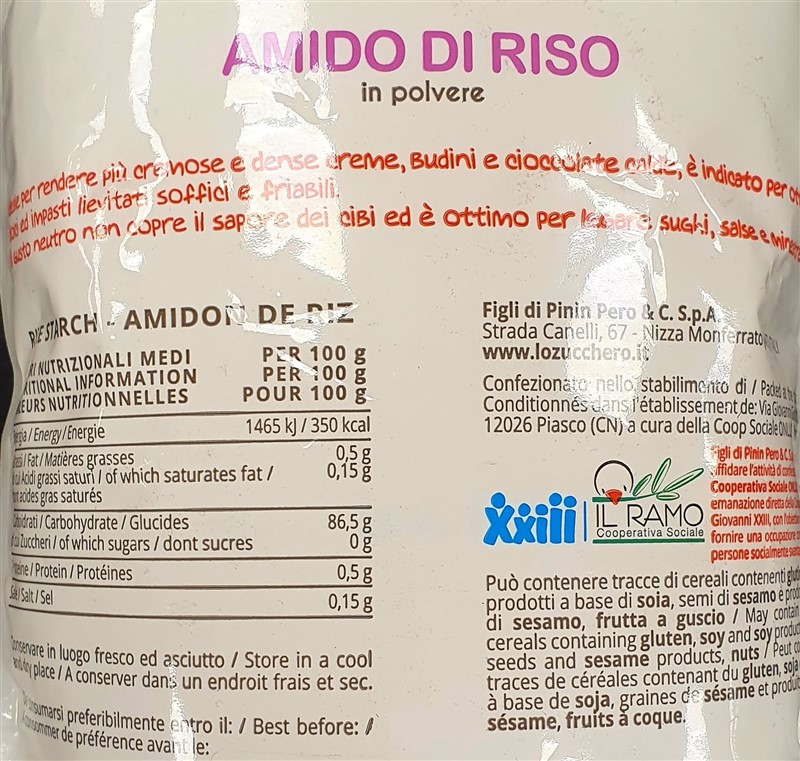 AMIDO DI RISO
in polvere
per rendere più cremose e dense creme, Budini e cioccolate calde, è indicato per
ed impasti lievitati soffici e friabili.
gusto neutro non copre il sapore dei cibi ed è ottimo per legare sughi, salse e
RICE STARCH - AMIDON DE RIZ
NUTRIZIONALI MEDI PER 100 g
INFORMATION PER 100 g
NUTRITIONNELLES POUR 100 g
/ Energy / Energie 1465 kJ / 350 kcal
/ Fat / Matières grasses 0,5 g
Acidi grassi saturi / of which saturates fat / 0,15 g
acides gras saturés
/ Carbohydrate / Glucides 86,5 g
Zuccheri / of which sugars / dont sucres 0 g
/ Protein / Protéines 0,5 g
Sale / Salt / Sel 0,15 g
Conservare in luogo fresco ed asciutto / Store in a cool
and dry place / A conserver dans un endroit frais et sec.
consumarsi preferibilmente entro il: / Best before: /
consommer de préférence avant le:
Figli di Pinin Pero & C. S.p.A.
Strada Canelli, 67 - Nizza Monferrato
www.lozucchero.it
Confezionato nello stabilimento di / Packed
Conditionnés dans l'établissement de: Via
12026 Piasco (CN) a cura della Coop Sociale
xxiii
IL RAMO
Cooperativa Sociale
Figli di Pinin Pero & C.
affidare l'attività di
Cooperativa Sociale
emanazione diretta
Giovanni XXIII, con
fornire una occupazione
persone socialmente
Può contenere tracce di cereali contenenti
prodotti a base di soia, semi di sesamo e
di sesamo, frutta a guscio / May contain
cereals containing gluten, soy and soy
seeds and sesame products, nuts / Peut
traces de céréales contenant du gluten, soja
à base de soja, graines de sésame et
sésame, fruits à coque.